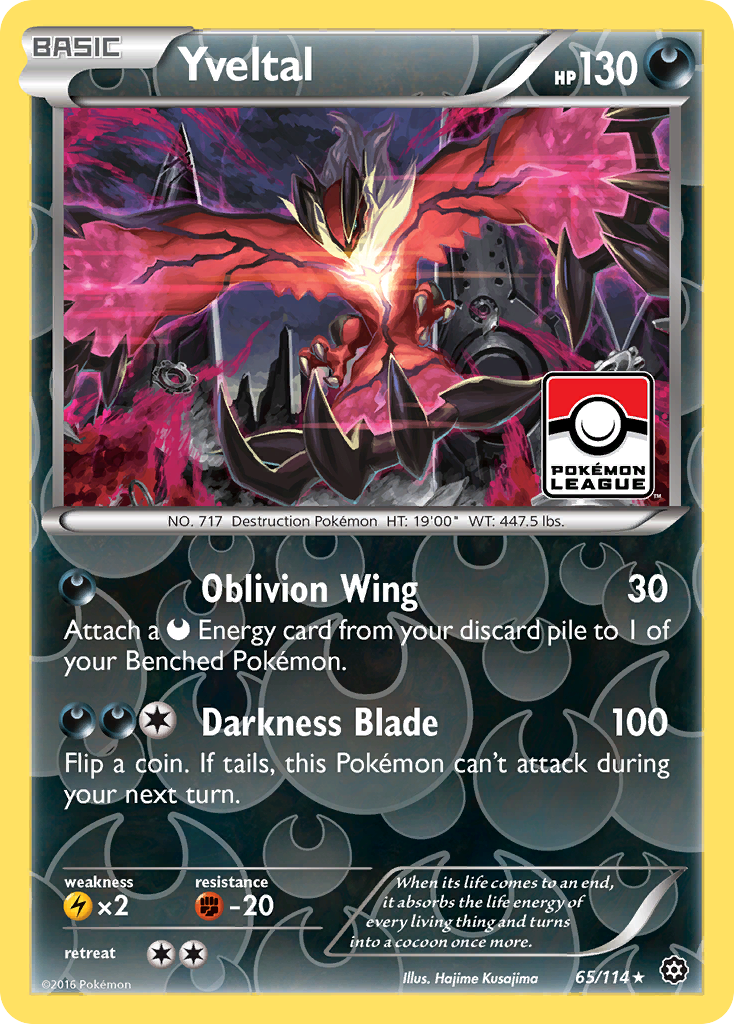 BASIC
Yveltal
HP130
POKÉMON
LEAGUE
™
NO. 717 Destruction Pokémon HT: 19'00" WT: 447.5 lbs.
Oblivion Wing 30
Attach a Energy card from your discard pile to 1 of
your Benched Pokémon.
Darkness Blade 100
Flip a coin. If tails, this Pokémon can't attack during
your next turn.
weakness resistance
×2 -20
retreat
When its life comes to an end,
it absorbs the life energy of
every living thing and turns
into a cocoon once more.
©2016 Pokémon
Illus. Hajime Kusajima
65/114★